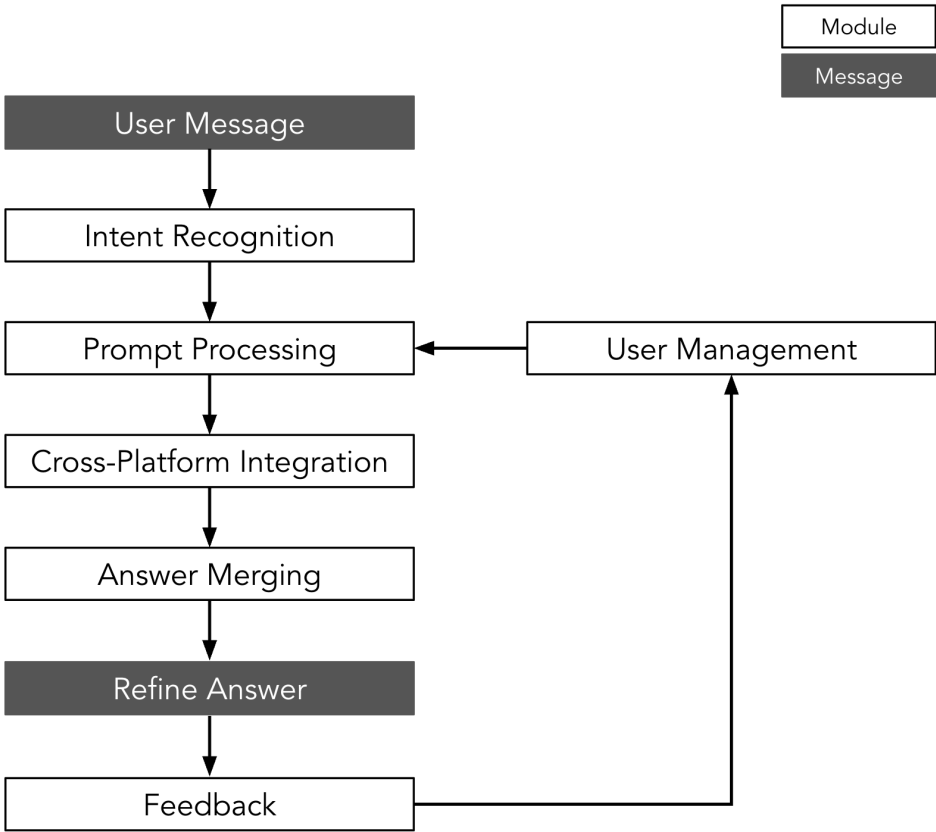 Module
Message
User Message
Intent Recognition
Prompt Processing
User Management
Cross-Platform Integration
Answer Merging
Refine Answer
Feedback